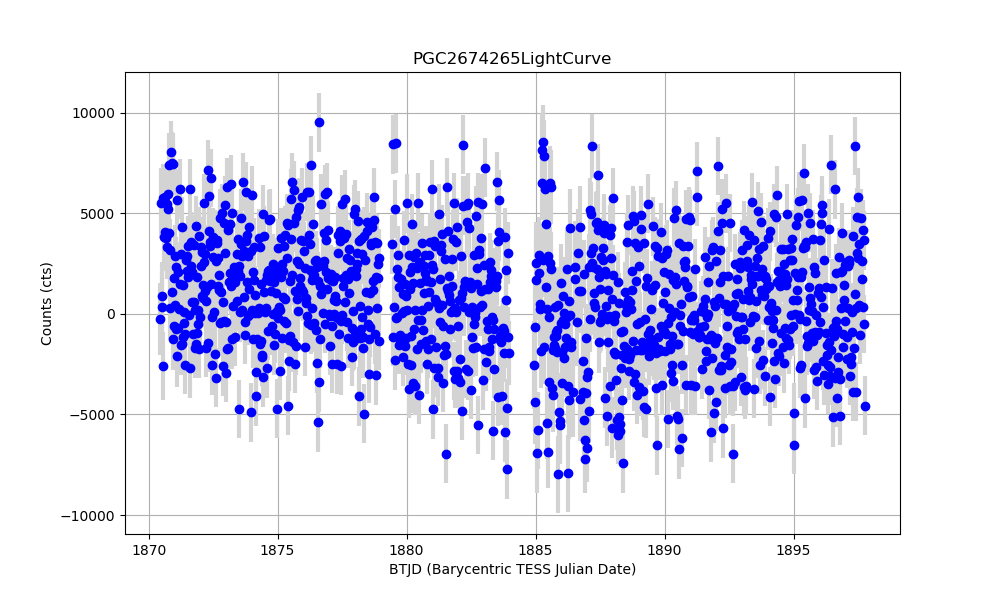 PGC2674265LightCurve
10000
5000
0
−5000
−10000
Counts (cts)
1870 1875 1880 1885 1890 1895
BTJD (Barycentric TESS Julian Date)